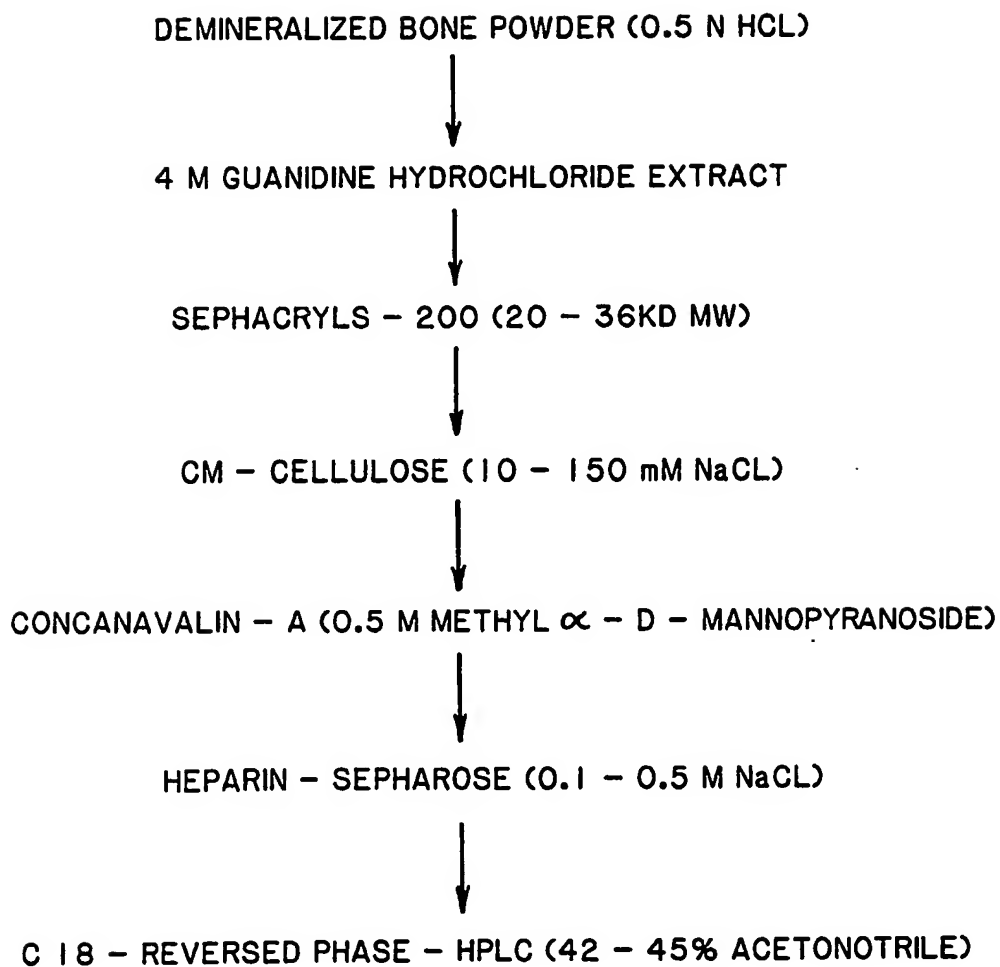 DEMINERALIZED BONE POWDER (0.5 N HCL)
4 M GUANIDINE HYDROCHLORIDE EXTRACT
SEPHACRYLS - 200 (20 - 36KD MW)
CM - CELLULOSE (10 - 150 mM NaCL)
CONCANAVALIN - A (0.5 M METHYL ∝ - D - MANNOPYRANOSIDE)
HEPARIN - SEPHAROSE (0.1 - 0.5 M NaCL)
C 18 - REVERSED PHASE - HPLC (42 - 45% ACETONOTRILE)